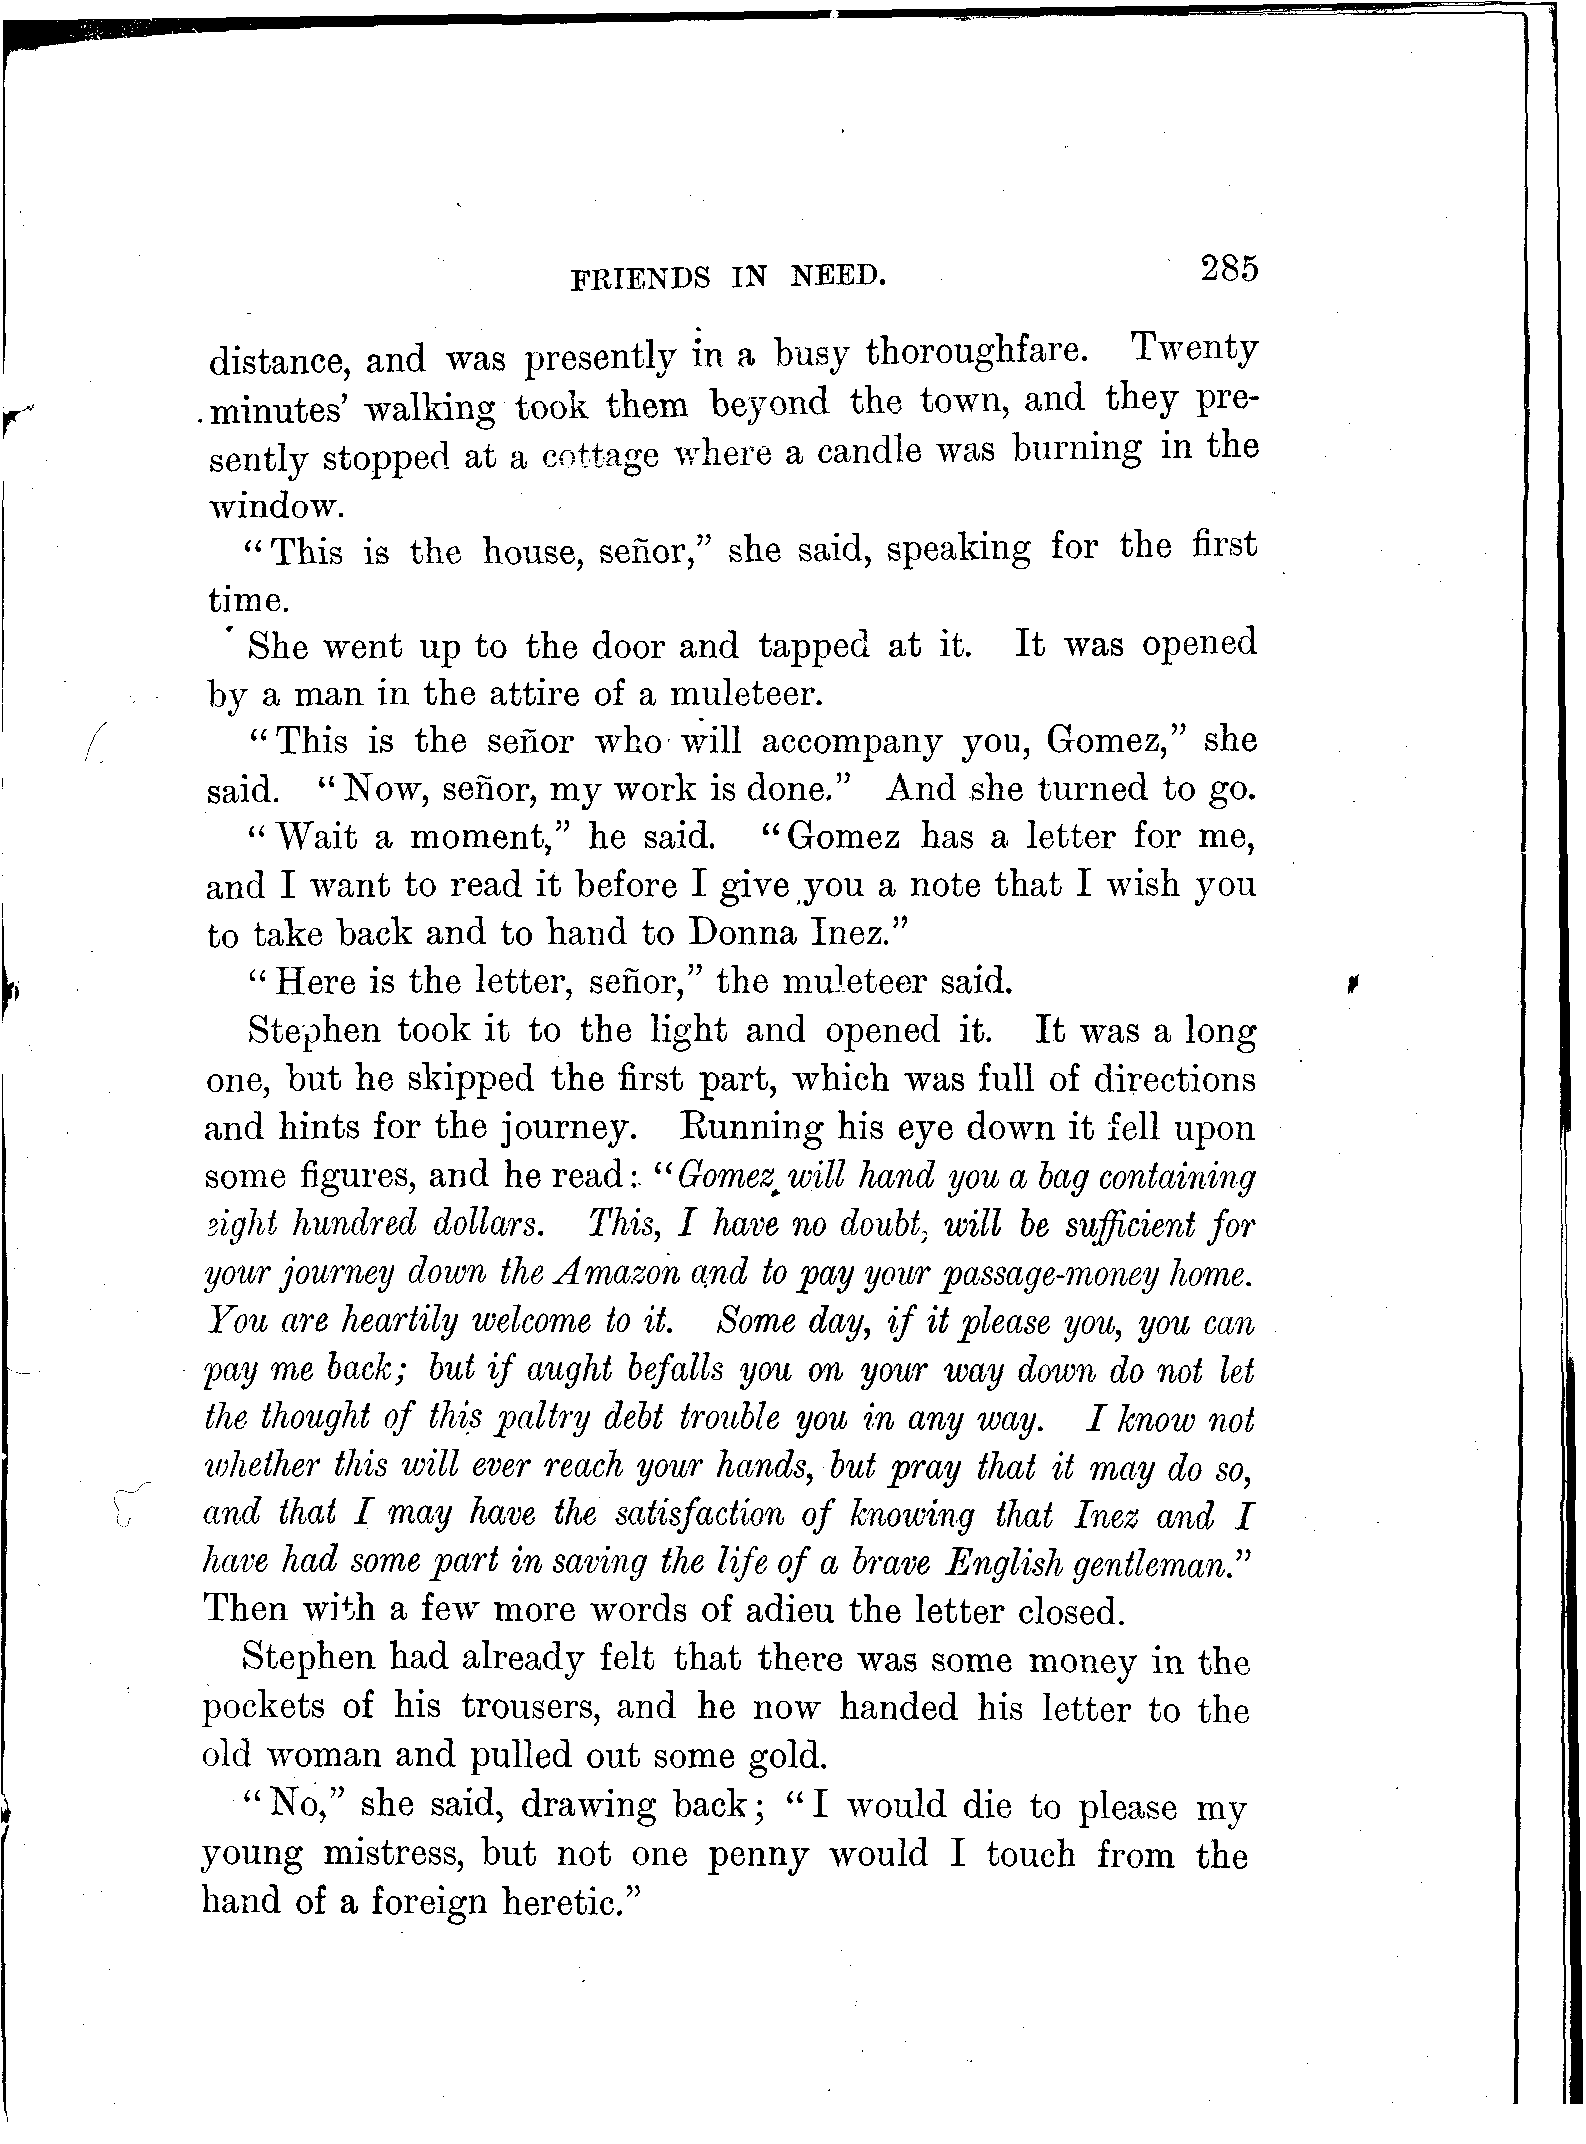 FRIENDS IN NEED. 285
distance, and was presently in a busy thoroughfare. Twenty
minutes' walking took them beyond the town, and they pre-
sently stopped at a cottage where a candle was burning in the
window.
"This is the house, señor," she said, speaking for the first
time.
She went up to the door and tapped at it. It was opened
by a man in the attire of a muleteer.
"This is the señor who will accompany you, Gomez," she
said. "Now, señor, my work is done." And she turned to go.
"Wait a moment," he said. "Gomez has a letter for me,
and I want to read it before I give you a note that I wish you
to take back and to hand to Donna Inez."
"Here is the letter, señor," the muleteer said.
Stephen took it to the light and opened it. It was a long
one, but he skipped the first part, which was full of directions
and hints for the journey. Running his eye down it fell upon
some figures, and he read: "Gomez will hand you a bag containing
eight hundred dollars. This, I have no doubt, will be sufficient for
your journey down the Amazon and to pay your passage-money home.
You are heartily welcome to it. Some day, if it please you, you can
pay me back; but if aught befalls you on your way down do not let
the thought of this paltry debt trouble you in any way. I know not
whether this will ever reach your hands, but pray that it may do so,
and that I may have the satisfaction of knowing that Inez and I
have had some part in saving the life of a brave English gentleman."
Then with a few more words of adieu the letter closed.
Stephen had already felt that there was some money in the
pockets of his trousers, and he now handed his letter to the
old woman and pulled out some gold.
"No," she said, drawing back; "I would die to please my
young mistress, but not one penny would I touch from the
hand of a foreign heretic."